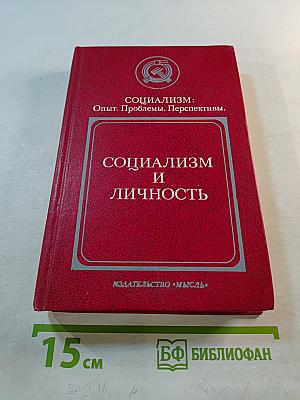 СОЦИАЛИЗМ:
Опыт. Проблемы. Перспективы.
СОЦИАЛИЗМ
И
ЛИЧНОСТЬ
ИЗДАТЕЛЬСТВО «МЫСЛЬ»
15 см
БФ БИБЛИОФАН